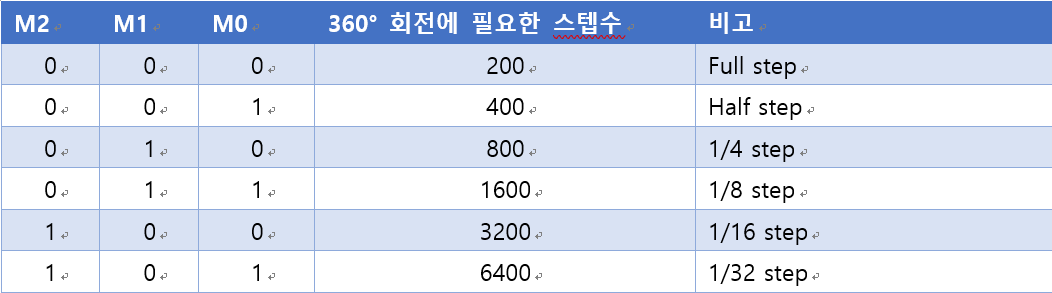 M2 M1 M0 360° 회전에 필요한 스텝수 비고
0 0 0 200 Full step
0 0 1 400 Half step
0 1 0 800 1/4 step
0 1 1 1600 1/8 step
1 0 0 3200 1/16 step
1 0 1 6400 1/32 step